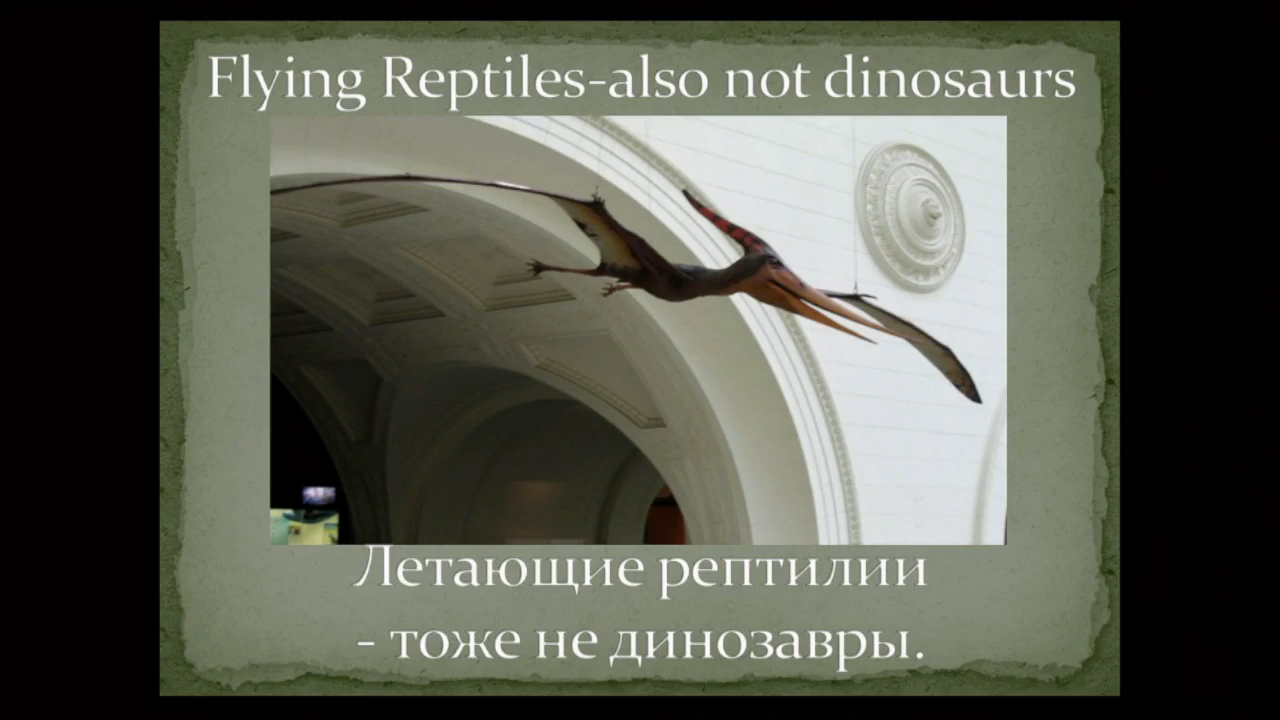 Flying Reptiles-also not dinosaurs
Летающие рептилии
- тоже не динозавры.